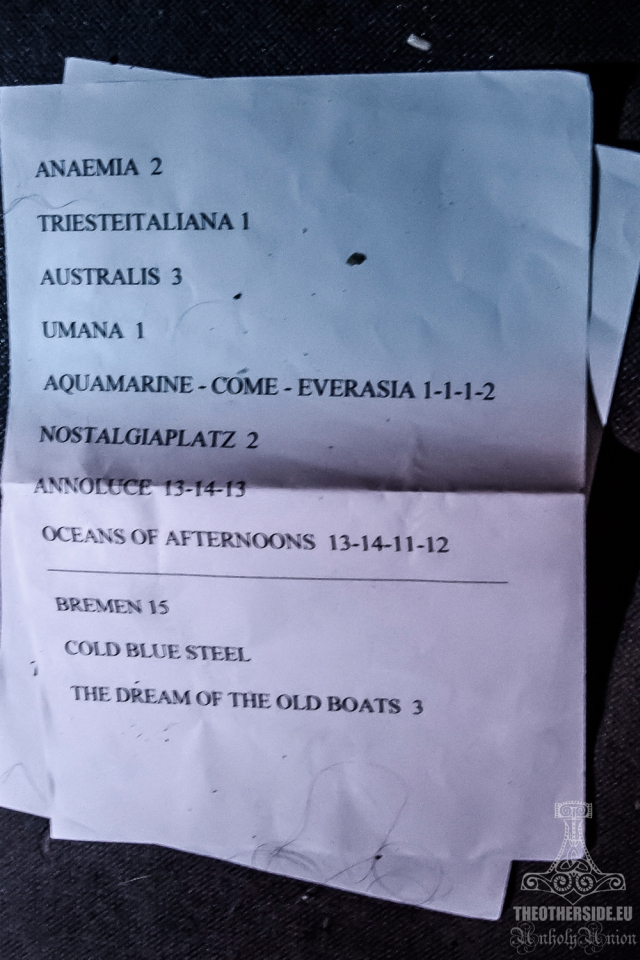 ANAEMIA 2
TRIESTEITALIANA 1
AUSTRALIS 3
UMANA 1
AQUAMARINE - COME - EVERASIA 1-1-1-2
NOSTALGIAPLATZ 2
ANNOLUCE 13-14-13
OCEANS OF AFTERNOONS 13-14-11-12
BREMEN 15
COLD BLUE STEEL
THE DREAM OF THE OLD BOATS 3
THEOTHERSIDE.EU
UnholyUnion